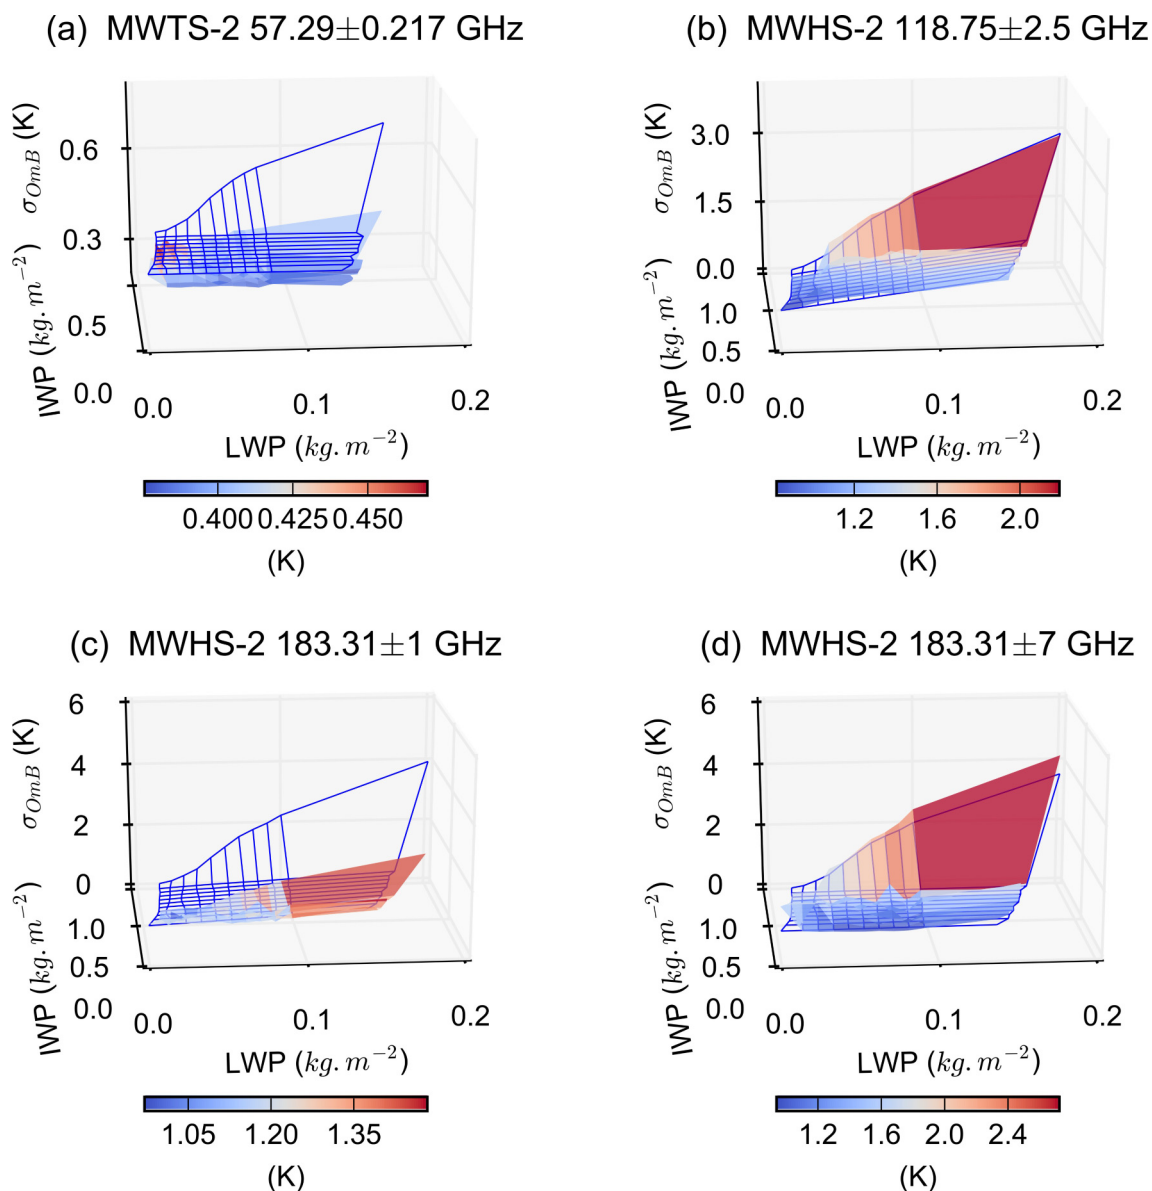 (a) MWTS-2 57.29±0.217 GHz
(b) MWHS-2 118.75±2.5 GHz
σ_OmB (K)
0.6
0.3
IWP (kg.m⁻²)
0.5
0.0
0.0
0.1
0.2
LWP (kg.m⁻²)
0.400
0.425
0.450
(K)
σ_OmB (K)
3.0
1.5
0.0
IWP (kg.m⁻²)
1.0
0.5
0.0
0.1
0.2
LWP (kg.m⁻²)
1.2
1.6
2.0
(K)
(c) MWHS-2 183.31±1 GHz
(d) MWHS-2 183.31±7 GHz
σ_OmB (K)
6
4
2
0
IWP (kg.m⁻²)
1.0
0.5
0.0
0.0
0.1
0.2
LWP (kg.m⁻²)
1.05
1.20
1.35
(K)
σ_OmB (K)
6
4
2
0
IWP (kg.m⁻²)
1.0
0.5
0.0
0.0
0.1
0.2
LWP (kg.m⁻²)
1.2
1.6
2.0
2.4
(K)